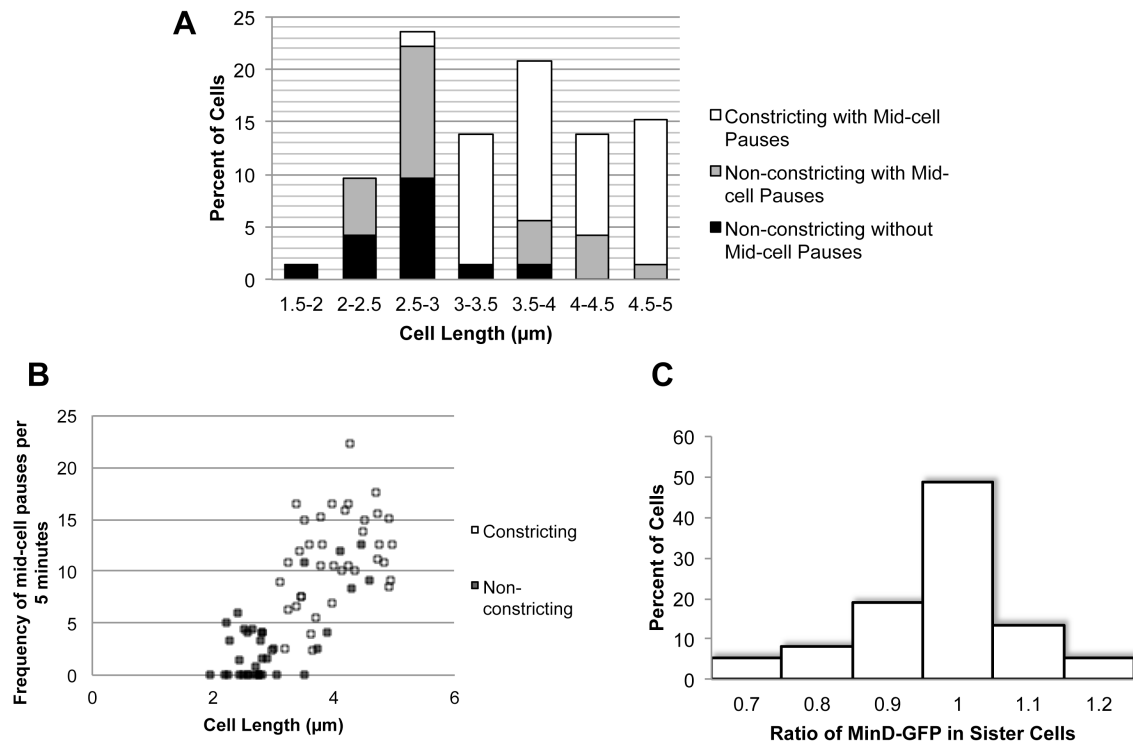 A
25
20
15
10
5
0
Percent of Cells
1.5-2 2-2.5 2.5-3 3-3.5 3.5-4 4-4.5 4.5-5
Cell Length (µm)
Constricting with Mid-cell
Pauses
Non-constricting with Mid-
cell Pauses
Non-constricting without
Mid-cell Pauses
B
25
20
15
10
5
0
Frequency of mid-cell pauses per
5 minutes
0 2 4 6
Cell Length (µm)
Constricting
Non-
constricting
C
60
50
40
30
20
10
0
Percent of Cells
0.7 0.8 0.9 1 1.1 1.2
Ratio of MinD-GFP in Sister Cells